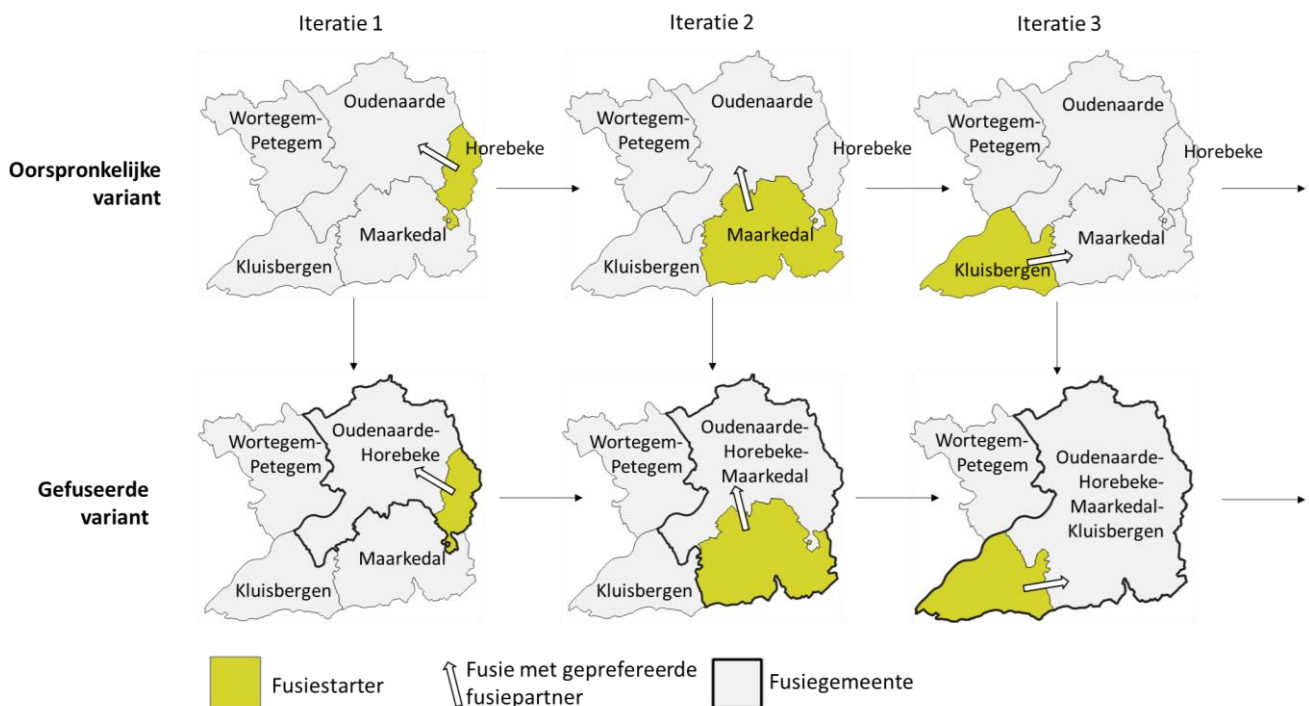 Iteratie 1
Iteratie 2
Iteratie 3
Oorspronkelijke
variant
Oudenaarde
Wortegem-
Petegem
Horebeke
Maarkedal
Kluisbergen
Oudenaarde
Wortegem-
Petegem
Horebeke
Maarkedal
Kluisbergen
Oudenaarde
Wortegem-
Petegem
Horebeke
Maarkedal
Kluisbergen
Gefuseerde
variant
Wortegem-
Petegem
Oudenaarde-
Horebeke
Maarkedal
Kluisbergen
Wortegem-
Petegem
Oudenaarde-
Horebeke-
Maarkedal
Kluisbergen
Wortegem-
Petegem
Oudenaarde-
Horebeke-
Maarkedal-
Kluisbergen
Fusiestarter
Fusie met geprefereerde
fusiepartner
Fusiegemeente